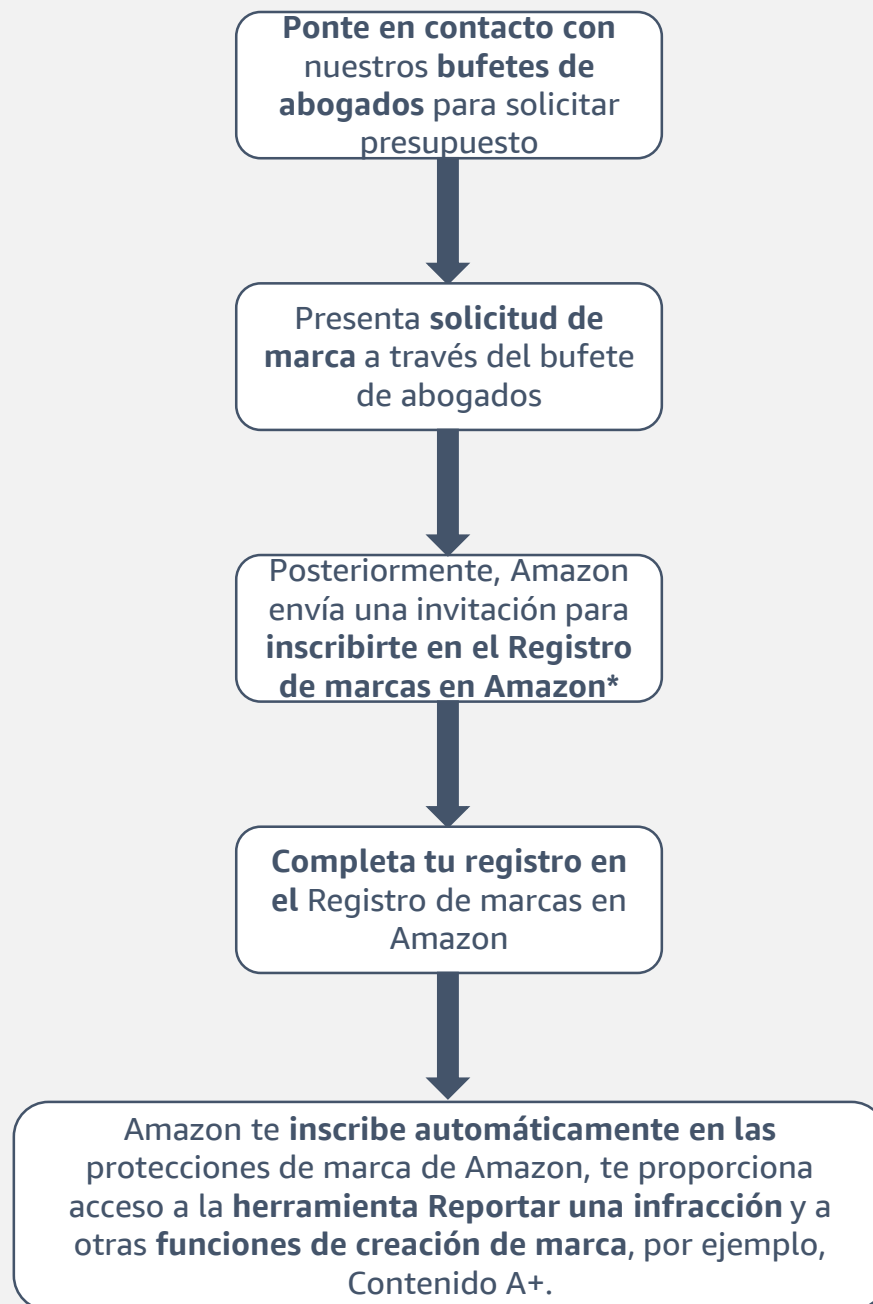 Ponte en contacto con
nuestros bufetes de
abogados para solicitar
presupuesto
Presenta solicitud de
marca a través del bufete
de abogados
Posteriormente, Amazon
envía una invitación para
inscribirte en el Registro
de marcas en Amazon*
Completa tu registro en
el Registro de marcas en
Amazon
Amazon te inscribe automáticamente en las
protecciones de marca de Amazon, te proporciona
acceso a la herramienta Reportar una infracción y a
otras funciones de creación de marca, por ejemplo,
Contenido A+.